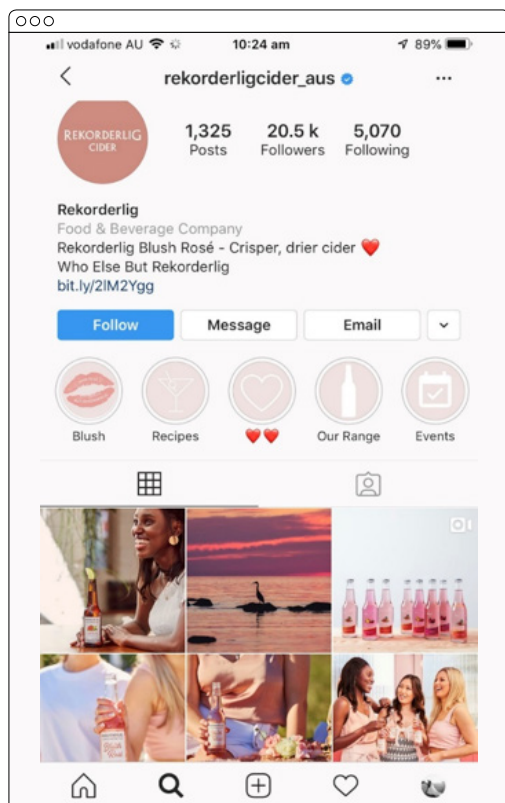 vodafone AU 10:24 am 89%
rekorderligcider_aus
REKORDERLIG
CIDER
1,325 20.5 k 5,070
Posts Followers Following
Rekorderlig
Food & Beverage Company
Rekorderlig Blush Rosé - Crisper, drier cider ❤️
Who Else But Rekorderlig
bit.ly/2IM2Ygg
Follow Message Email
Blush Recipes ❤️❤️ Our Range Events